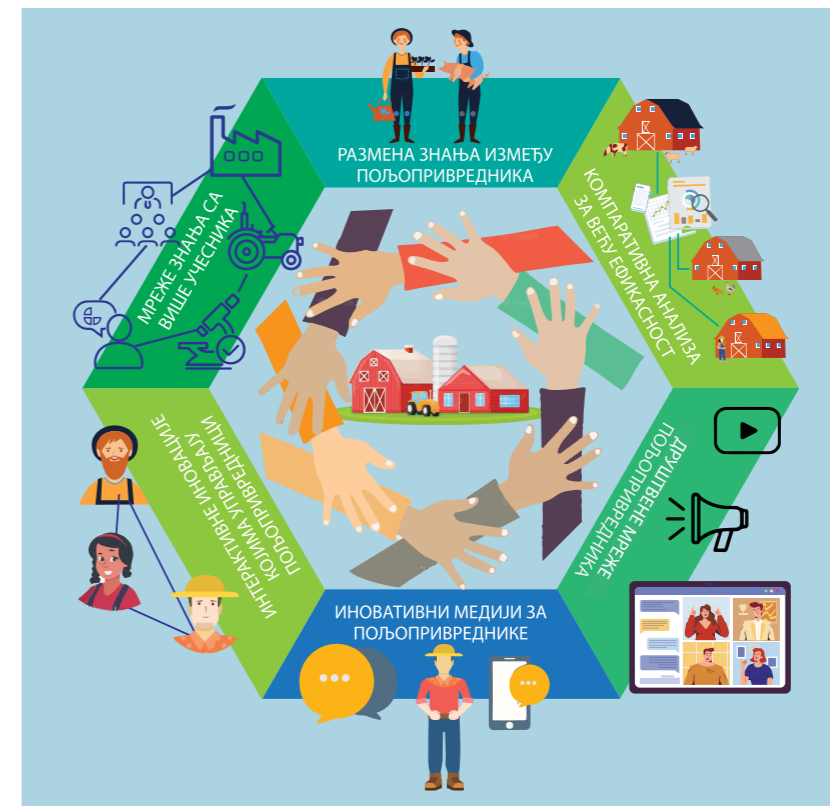 РАЗМЕНА ЗНАЊА ИЗМЕЂУ
ПОЉОПРИВРЕДНИКА
КОМПАРАТИВНА АНАЛИЗА
ЗА ВЕЋУ ЕФИКАСНОСТ
ДРУШТВЕНЕ МРЕЖЕ
ПОЉОПРИВРЕДНИКА
ИНОВАТИВНИ МЕДИЈИ ЗА
ПОЉОПРИВРЕДНИКЕ
ИНТЕРАКТИВНЕ ИНОВАЦИЈЕ
КОЈИМА УПРАВЉАЈУ
ПОЉОПРИВРЕДНИЦИ
МРЕЖЕ ЗНАЊА СА
ВИШЕ УЧЕСНИКА